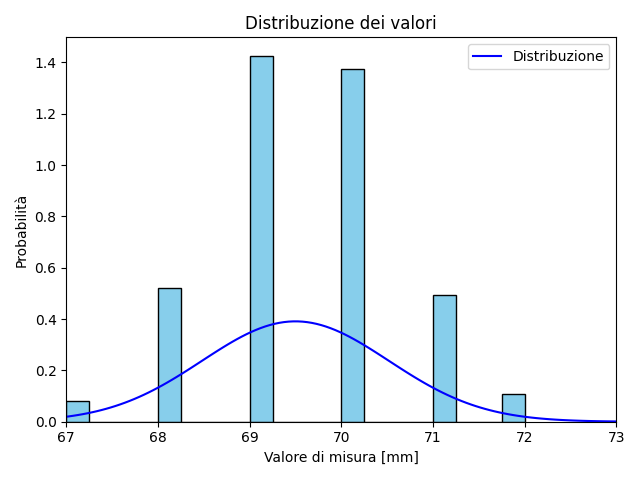 Distribuzione dei valori
Distribuzione
Probabilità
1.4
1.2
1.0
0.8
0.6
0.4
0.2
0.0
67 68 69 70 71 72 73
Valore di misura [mm]